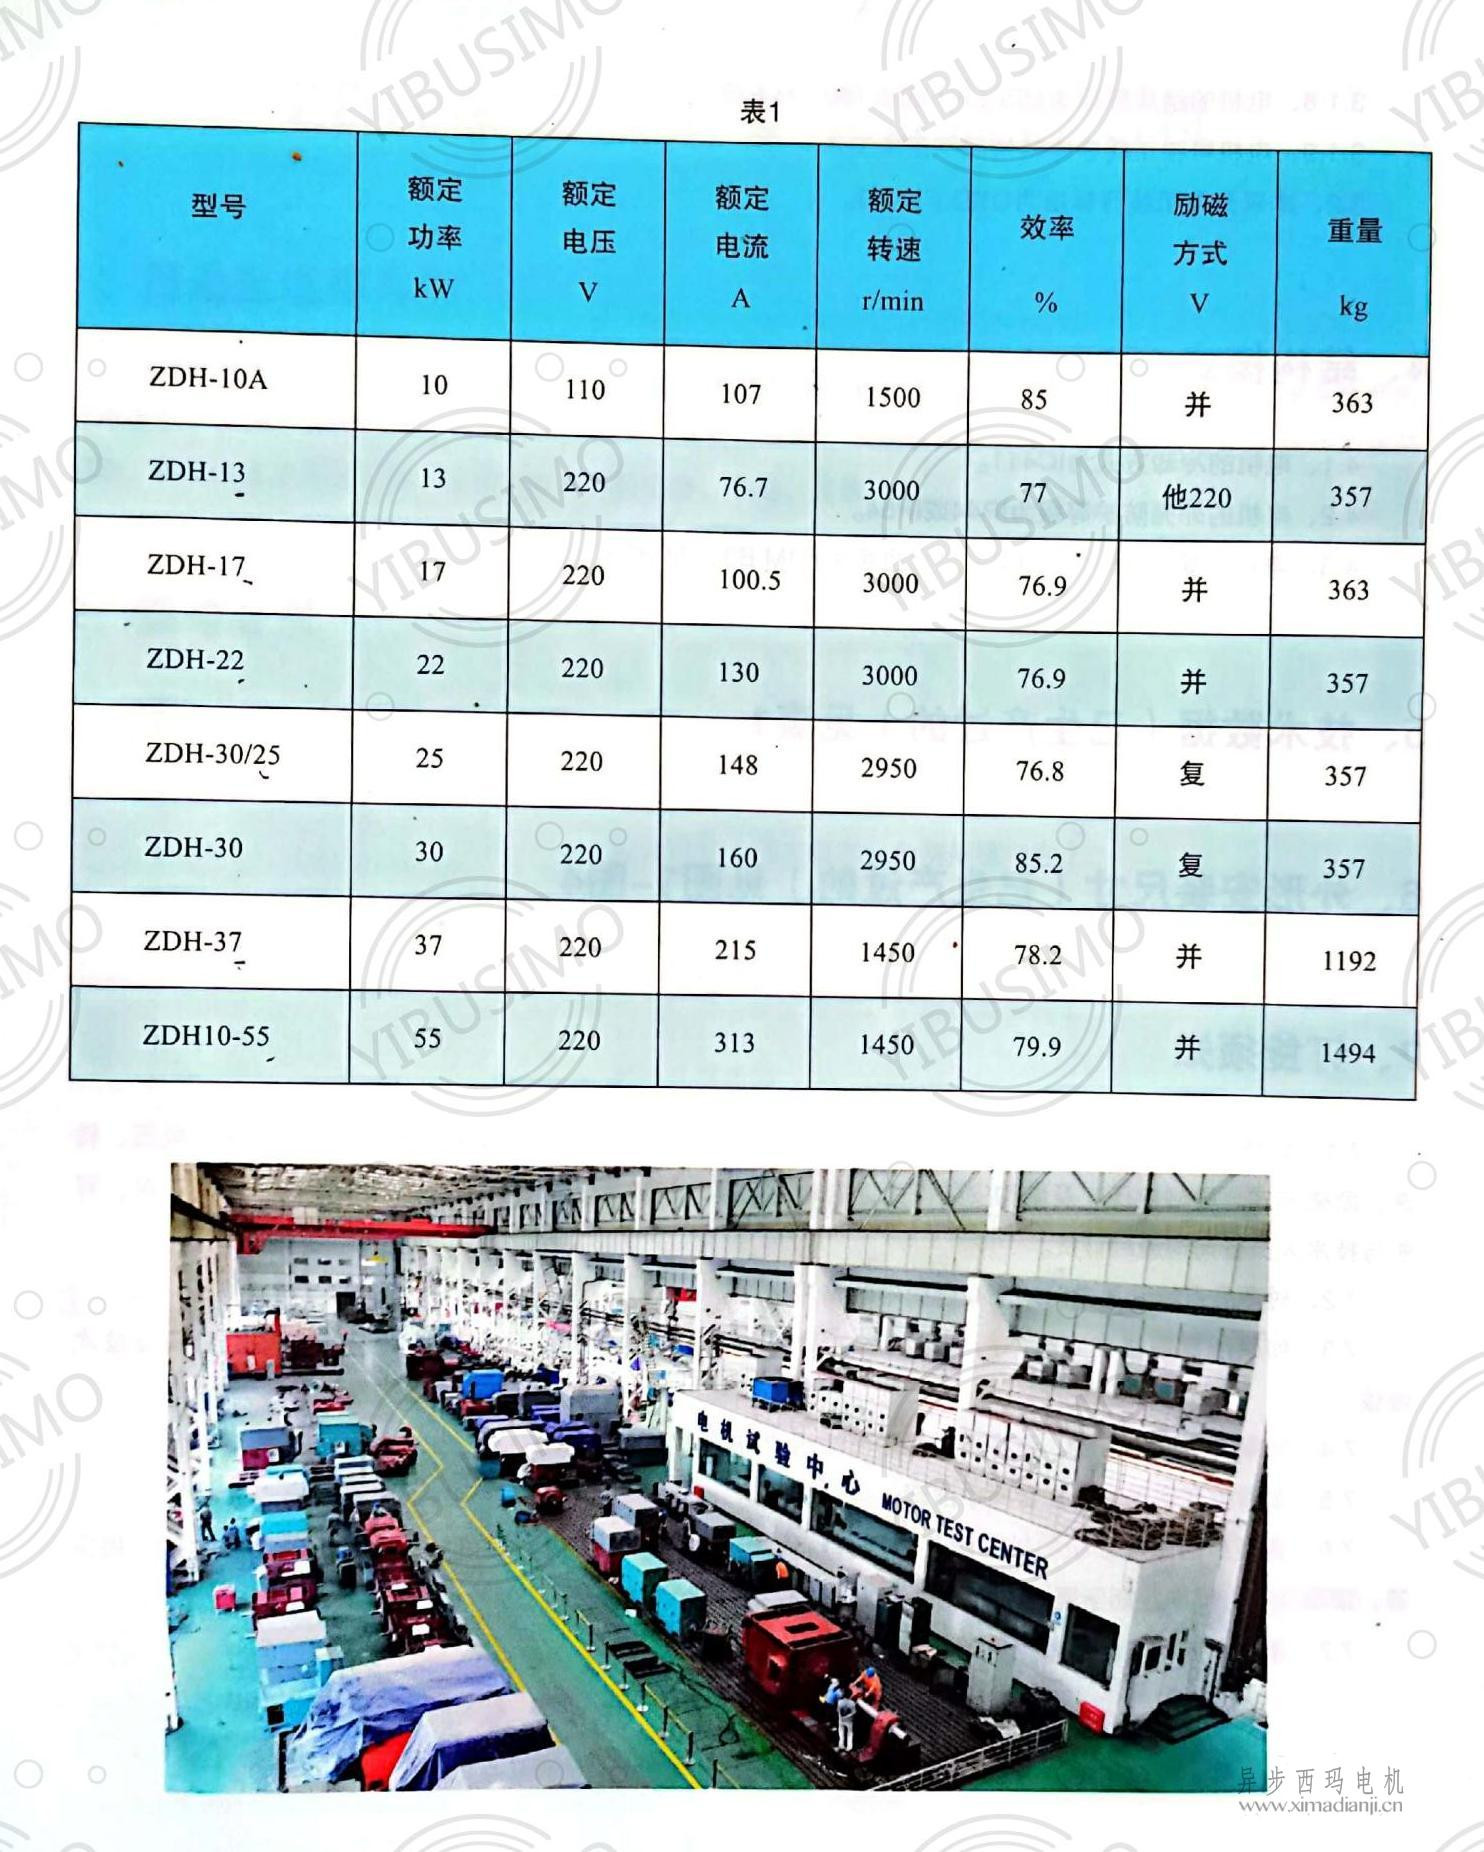 表1
型号 额定功率 kW 额定电压 V 额定电流 A 额定转速 r/min 效率 % 励磁方式 V 重量 kg
ZDH-10A 10 110 107 1500 85 并 363
ZDH-13 13 220 76.7 3000 77 他220 357
ZDH-17 17 220 100.5 3000 76.9 并 363
ZDH-22 22 220 130 3000 76.9 并 357
ZDH-30/25 25 220 148 2950 76.8 复 357
ZDH-30 30 220 160 2950 85.2 复 357
ZDH-37 37 220 215 1450 78.2 并 1192
ZDH10-55 55 220 313 1450 79.9 并 1494
电机试验中心 MOTOR TEST CENTER
异步西玛电机
www.ximadianji.cn
YIBUSIMO